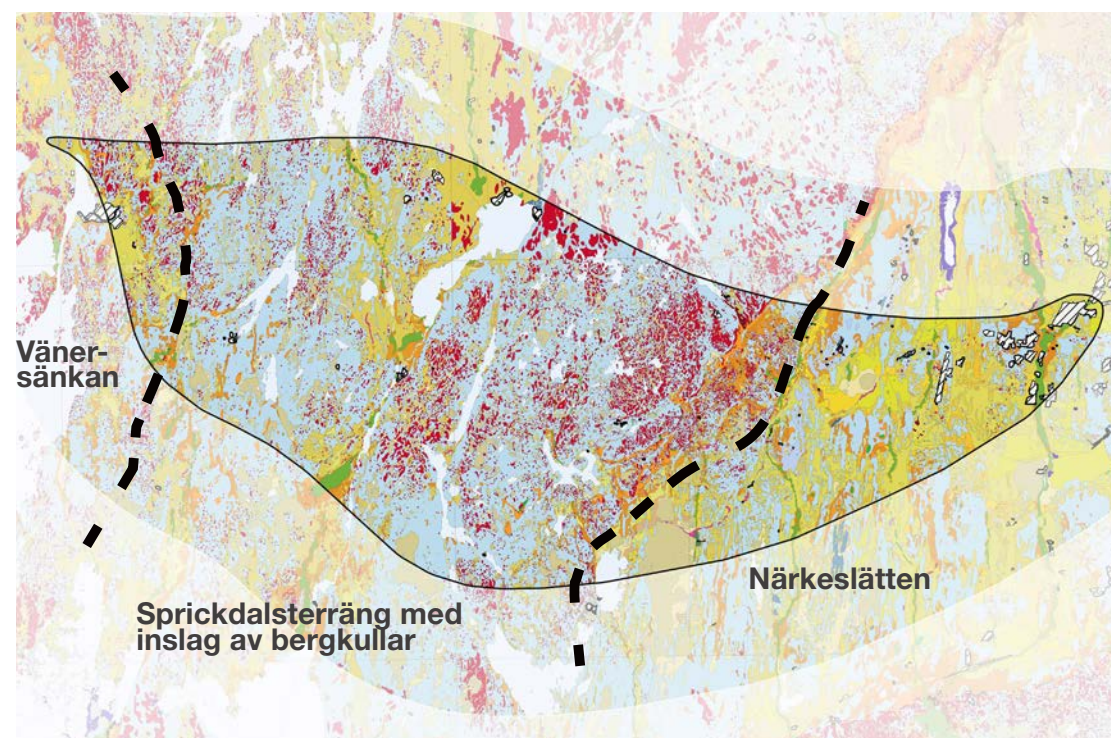 Väner-
sänkan
Sprickdalsterräng med
inslag av bergkullar
Närkeslätten